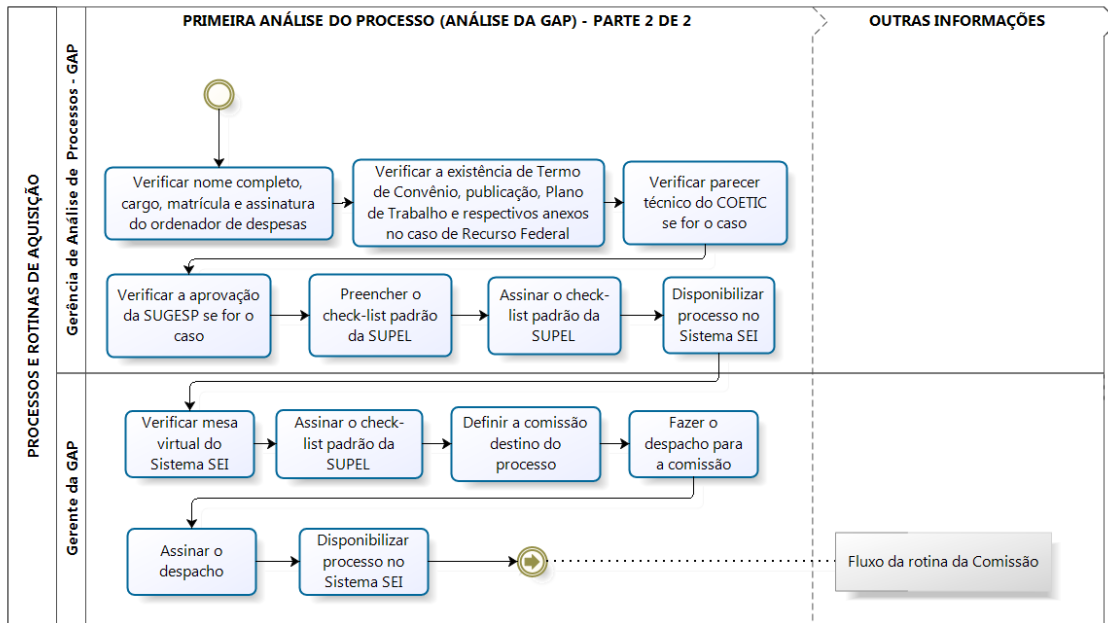 PRIMEIRA ANÁLISE DO PROCESSO (ANÁLISE DA GAP) - PARTE 2 DE 2
OUTRAS INFORMAÇÕES
PROCESSOS E ROTINAS DE AQUISIÇÃO
Gerência de Análise de Processos - GAP
Verificar nome completo,
cargo, matrícula e assinatura
do ordenador de despesas
Verificar a existência de Termo
de Convênio, publicação, Plano
de Trabalho e respectivos anexos
no caso de Recurso Federal
Verificar parecer
técnico do COETIC
se for o caso
Verificar a aprovação
da SUGESP se for o
caso
Preencher o
check-list padrão
da SUPEL
Assinar o check-
list padrão da
SUPEL
Disponibilizar
processo no
Sistema SEI
Gerente da GAP
Verificar mesa
virtual do
Sistema SEI
Assinar o check-
list padrão da
SUPEL
Definir a comissão
destino do
processo
Fazer o
despacho para
a comissão
Assinar o
despacho
Disponibilizar
processo no
Sistema SEI
Fluxo da rotina da Comissão